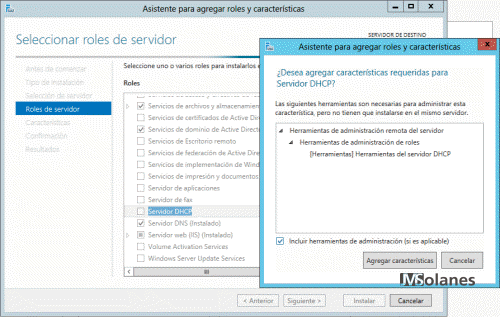 Asistente para agregar roles y características
Seleccionar roles de servidor
SERVIDOR DE DESTINO
Antes de comenzar
Tipo de instalación
Selección de servidor
Roles de servidor
Características
Confirmación
Resultados
Seleccione uno o varios roles para instalarlos e
Roles
Servicios de archivos y almacenamien
Servicios de certificados de Active Direc
Servicios de dominio de Active Directo
Servicios de Escritorio remoto
Servicios de federación de Active Direct
Servicios de implementación de Wind
Servicios de impresión y documentos
Servidor de aplicaciones
Servidor de fax
Servidor DHCP
Servidor DNS (Instalado)
Servidor web (IIS) (Instalado)
Volume Activation Services
Windows Server Update Services
< Anterior
Siguiente >
Instalar
Cancelar
Asistente para agregar roles y características
¿Desea agregar características requeridas para
Servidor DHCP?
Las siguientes herramientas son necesarias para administrar esta
característica, pero no tienen que instalarse en el mismo servidor.
Herramientas de administración remota del servidor
Herramientas de administración de roles
[Herramientas] Herramientas del servidor DHCP
Incluir herramientas de administración (si es aplicable)
Agregar características
Cancelar
JMSolanes